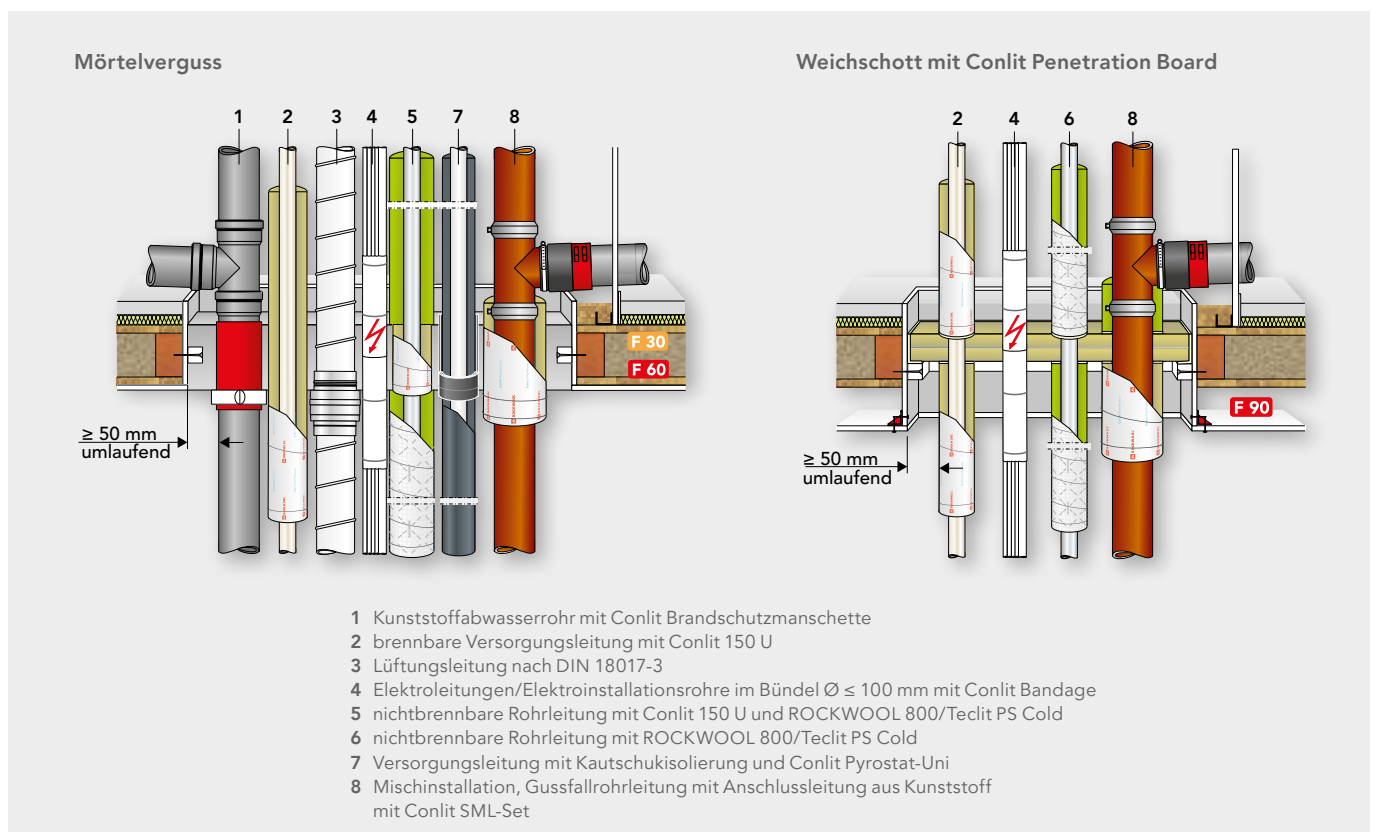 Mörtelverguss
1 2 3 4 5 7 8
F 30
F 60
≥ 50 mm
umlaufend
Weichschott mit Conlit Penetration Board
2 4 6 8
F 90
≥ 50 mm
umlaufend
1 Kunststoffabwasserrohr mit Conlit Brandschutzmanschette
2 brennbare Versorgungsleitung mit Conlit 150 U
3 Lüftungsleitung nach DIN 18017-3
4 Elektroleitungen/Elektroinstallationsrohre im Bündel Ø ≤ 100 mm mit Conlit Bandage
5 nichtbrennbare Rohrleitung mit Conlit 150 U und ROCKWOOL 800/Teclit PS Cold
6 nichtbrennbare Rohrleitung mit ROCKWOOL 800/Teclit PS Cold
7 Versorgungsleitung mit Kautschukisolierung und Conlit Pyrostat-Uni
8 Mischinstallation, Gussfallrohrleitung mit Anschlussleitung aus Kunststoff
mit Conlit SML-Set